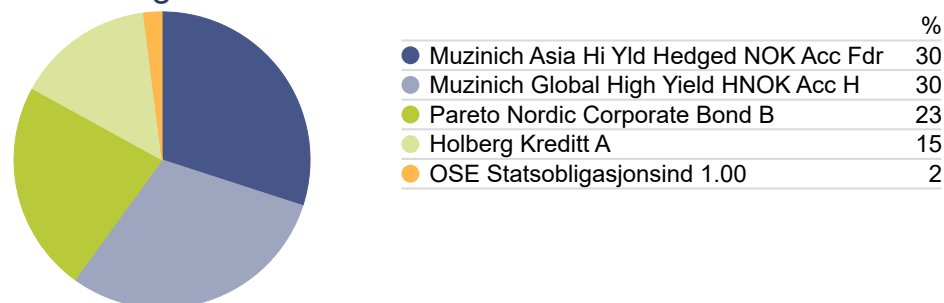 %
Muzinich Asia Hi Yld Hedged NOK Acc Fdr 30
Muzinich Global High Yield HNOK Acc H 30
Pareto Nordic Corporate Bond B 23
Holberg Kreditt A 15
OSE Statsobligasjonsind 1.00 2